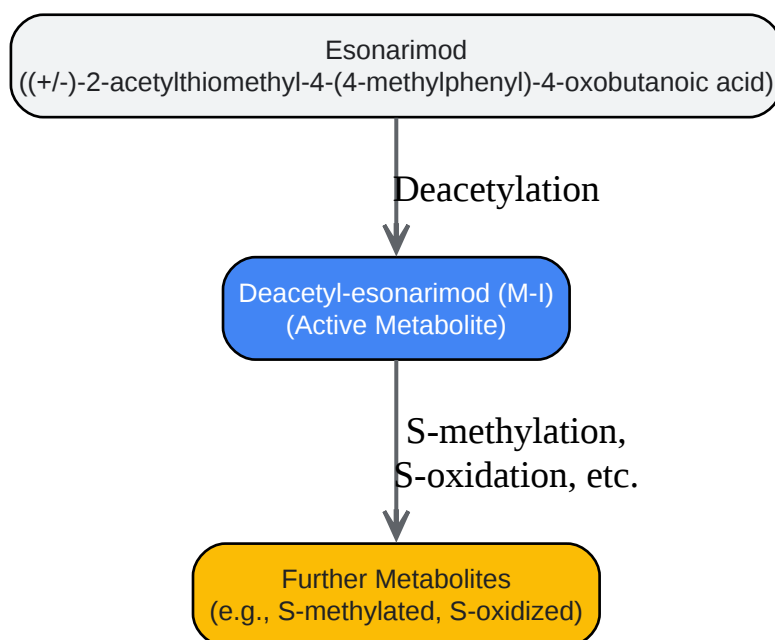 Esonarimod
((+/-)-2-acetylthiomethyl-4-(4-methylphenyl)-4-oxobutanoic acid)
Deacetylation
Deacetyl-esonarimod (M-I)
(Active Metabolite)
S-methylation,
S-oxidation, etc.
Further Metabolites
(e.g., S-methylated, S-oxidized)